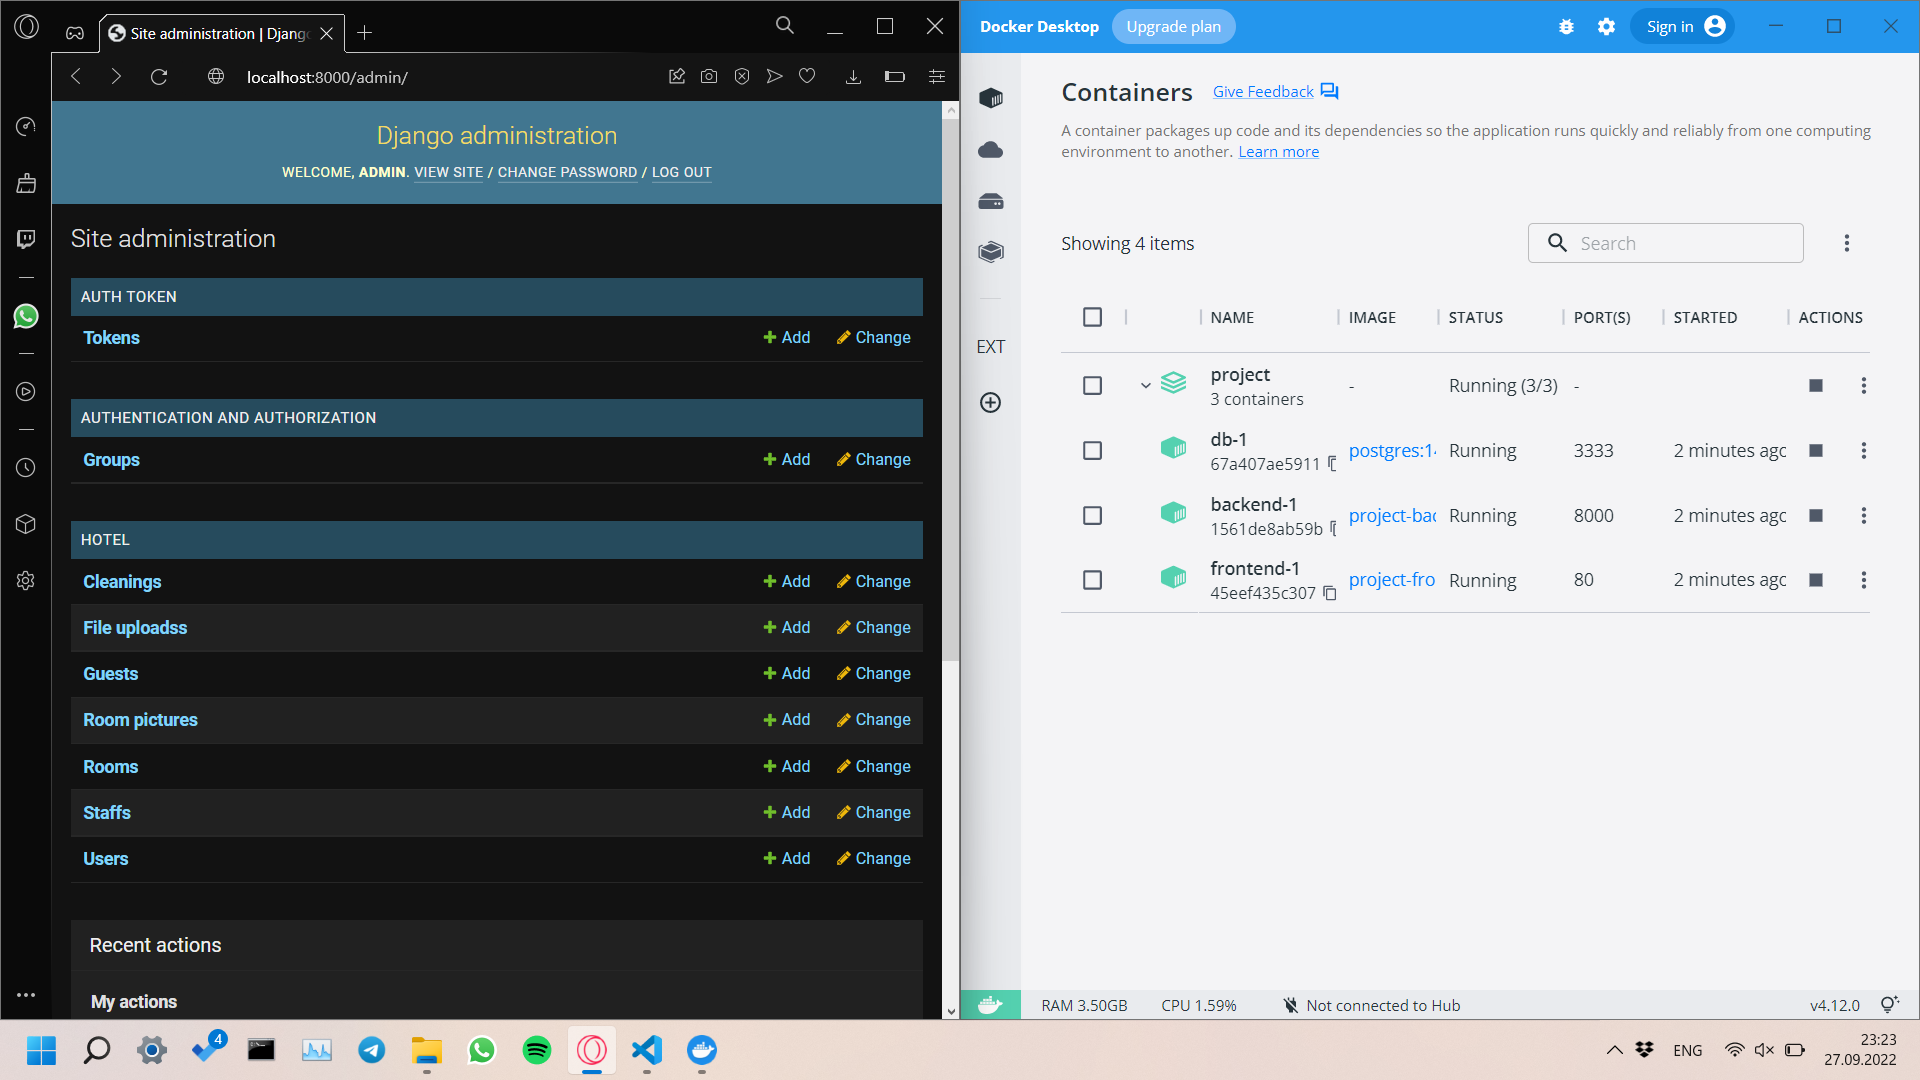 Site administration | Djang
localhost:8000/admin/
Django administration
WELCOME, ADMIN. VIEW SITE / CHANGE PASSWORD / LOG OUT
Site administration
AUTH TOKEN
Tokens Add Change
AUTHENTICATION AND AUTHORIZATION
Groups Add Change
HOTEL
Cleanings Add Change
File uploadss Add Change
Guests Add Change
Room pictures Add Change
Rooms Add Change
Staffs Add Change
Users Add Change
Recent actions
My actions
Docker Desktop Upgrade plan Sign in
Containers Give Feedback
A container packages up code and its dependencies so the application runs quickly and reliably from one computing
environment to another. Learn more
Showing 4 items Search
EXT
NAME IMAGE STATUS PORT(S) STARTED ACTIONS
project
3 containers - Running (3/3) -
db-1
67a407ae5911 postgres:14 Running 3333 2 minutes ago
backend-1
1561de8ab59b project-bac Running 8000 2 minutes ago
frontend-1
45eef435c307 project-fro Running 80 2 minutes ago
RAM 3.50GB CPU 1.59% Not connected to Hub v4.12.0
4
ENG
23:23
27.09.2022